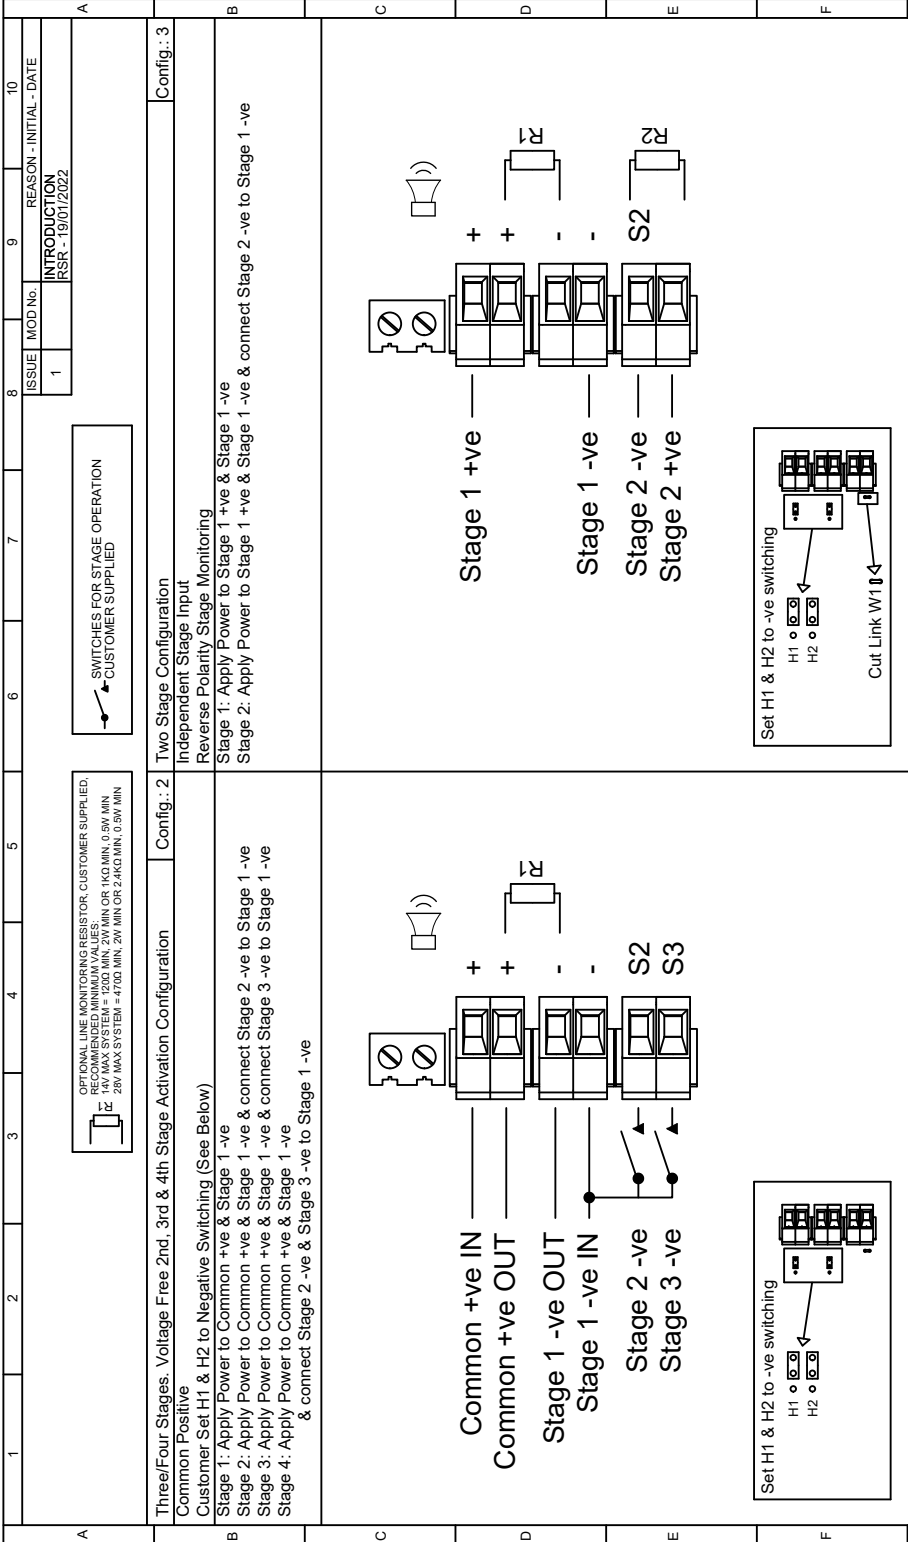 1 2 3 4 5 6 7 8 9 10
A
B
C
D
E
F
ISSUE MOD No. REASON - INITIAL - DATE
1 INTRODUCTION
RSR - 19/01/2022
R1
OPTIONAL LINE MONITORING RESISTOR, CUSTOMER SUPPLIED,
RECOMMENDED MINIMUM VALUES:
14V MAX SYSTEM = 120Ω MIN, 2W MIN OR 1KΩ MIN, 0.5W MIN
28V MAX SYSTEM = 470Ω MIN, 2W MIN OR 2.4KΩ MIN, 0.5W MIN
SWITCHES FOR STAGE OPERATION
CUSTOMER SUPPLIED
Three/Four Stages. Voltage Free 2nd, 3rd & 4th Stage Activation Configuration
Config.: 2
Common Positive
Customer Set H1 & H2 to Negative Switching (See Below)
Stage 1: Apply Power to Common +ve & Stage 1 -ve
Stage 2: Apply Power to Common +ve & Stage 1 -ve & connect Stage 2 -ve to Stage 1 -ve
Stage 3: Apply Power to Common +ve & Stage 1 -ve & connect Stage 3 -ve to Stage 1 -ve
Stage 4: Apply Power to Common +ve & Stage 1 -ve
& connect Stage 2 -ve & Stage 3 -ve to Stage 1 -ve
Common +ve IN +
Common +ve OUT +
R1
Stage 1 -ve OUT -
Stage 1 -ve IN -
Stage 2 -ve S2
Stage 3 -ve S3
Set H1 & H2 to -ve switching
H1
H2
Two Stage Configuration
Config.: 3
Independent Stage Input
Reverse Polarity Stage Monitoring
Stage 1: Apply Power to Stage 1 +ve & Stage 1 -ve
Stage 2: Apply Power to Stage 1 +ve & Stage 1 -ve & connect Stage 2 -ve to Stage 1 -ve
Stage 1 +ve +
+
R1
-
Stage 1 -ve -
Stage 2 -ve S2
R2
Stage 2 +ve
Set H1 & H2 to -ve switching
H1
H2
Cut Link W1
A
B
C
D
E
F